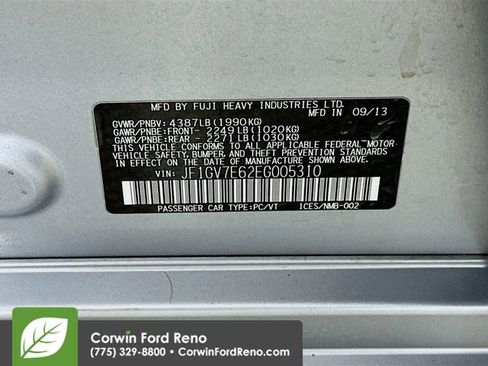 MFD. BY FUJI HEAVY INDUSTRIES LTD.
09/13
GVWR/PNBV: 4387LB(1990KG)
GAWR/PNBE:FRONT- 2249LB(1020KG)
GAWR/PNBE:REAR - 2271LB(1030KG)
THIS VEHICLE CONFORMS TO ALL APPLICABLE FEDERAL MOTOR
VEHICLE SAFETY, BUMPER, AND THEFT PREVENTION STANDARDS
IN EFFECT ON THE DATE OF MANUFACTURE SHOWN ABOVE.
VIN: JF1GV7E62EG005310
PASSENGER CAR TYPE:PC/VT ICES/NMB-002
Corwin Ford Reno
(775) 329-8800 • CorwinFordReno.com